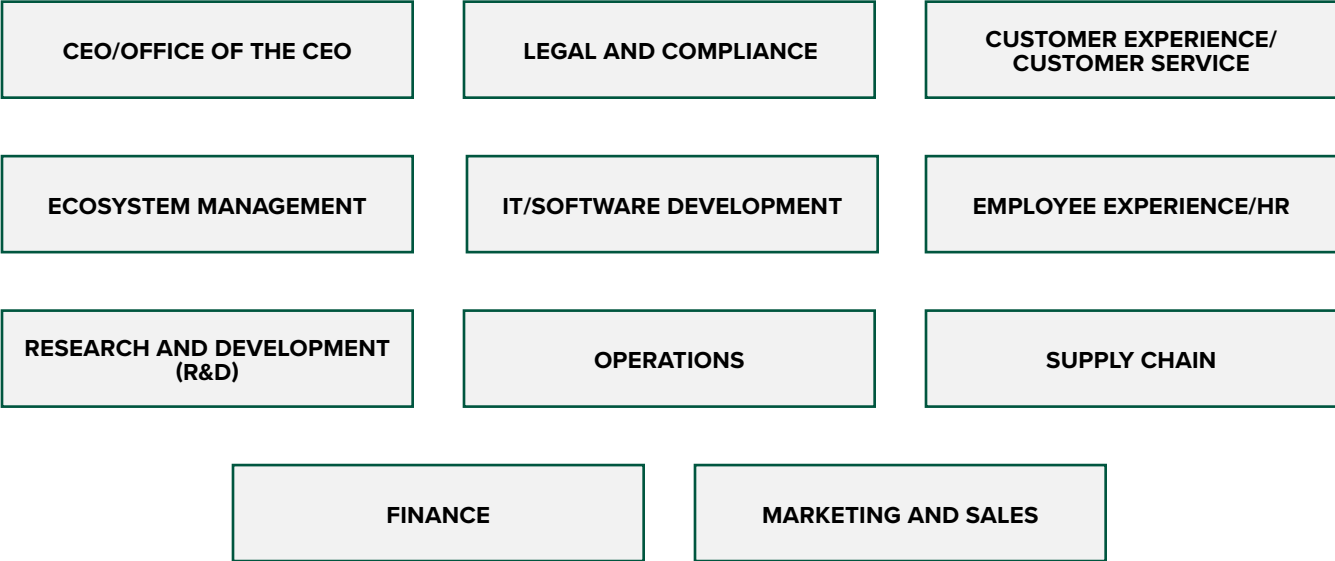 CEO/OFFICE OF THE CEO
LEGAL AND COMPLIANCE
CUSTOMER EXPERIENCE/
CUSTOMER SERVICE
ECOSYSTEM MANAGEMENT
IT/SOFTWARE DEVELOPMENT
EMPLOYEE EXPERIENCE/HR
RESEARCH AND DEVELOPMENT
(R&D)
OPERATIONS
SUPPLY CHAIN
FINANCE
MARKETING AND SALES